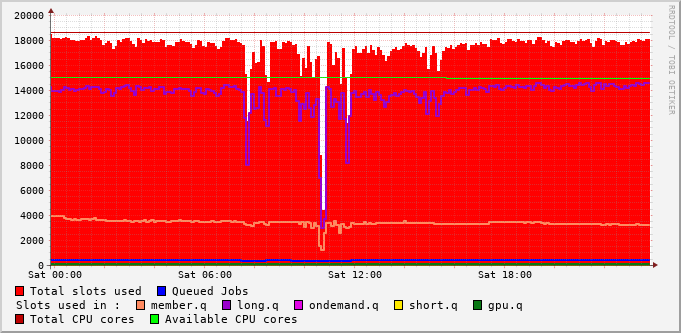 20000
18000
16000
14000
12000
10000
8000
6000
4000
2000
0
Sat 00:00 Sat 06:00 Sat 12:00 Sat 18:00
RRDTOOL / TOBI OETIKER
Total slots used Queued Jobs
Slots used in : member.q long.q ondemand.q short.q gpu.q
Total CPU cores Available CPU cores